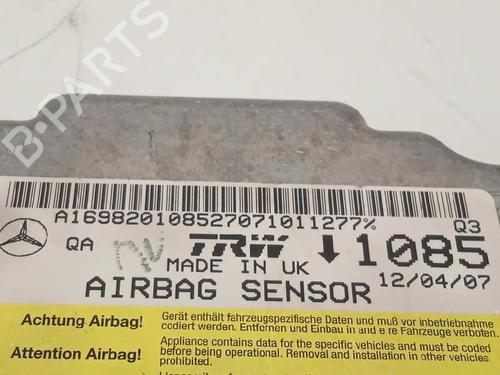 B-PARTS
A169820108527071011277%
Q3
QA
TRW
1085
MADE IN UK
12/04/07
AIRBAG SENSOR
Achtung Airbag!
Gerät enthält fahrzeugspezifische Daten und muß vor inbetriebnahme
codiert werden. Entfernen und Einbau in and e re Fahrzeuge verboten.
Attention Airbag!
Appliance contains data for the specific vehicles and must be coded
before being operational. Removal and installation in other vehicles
prohibited.